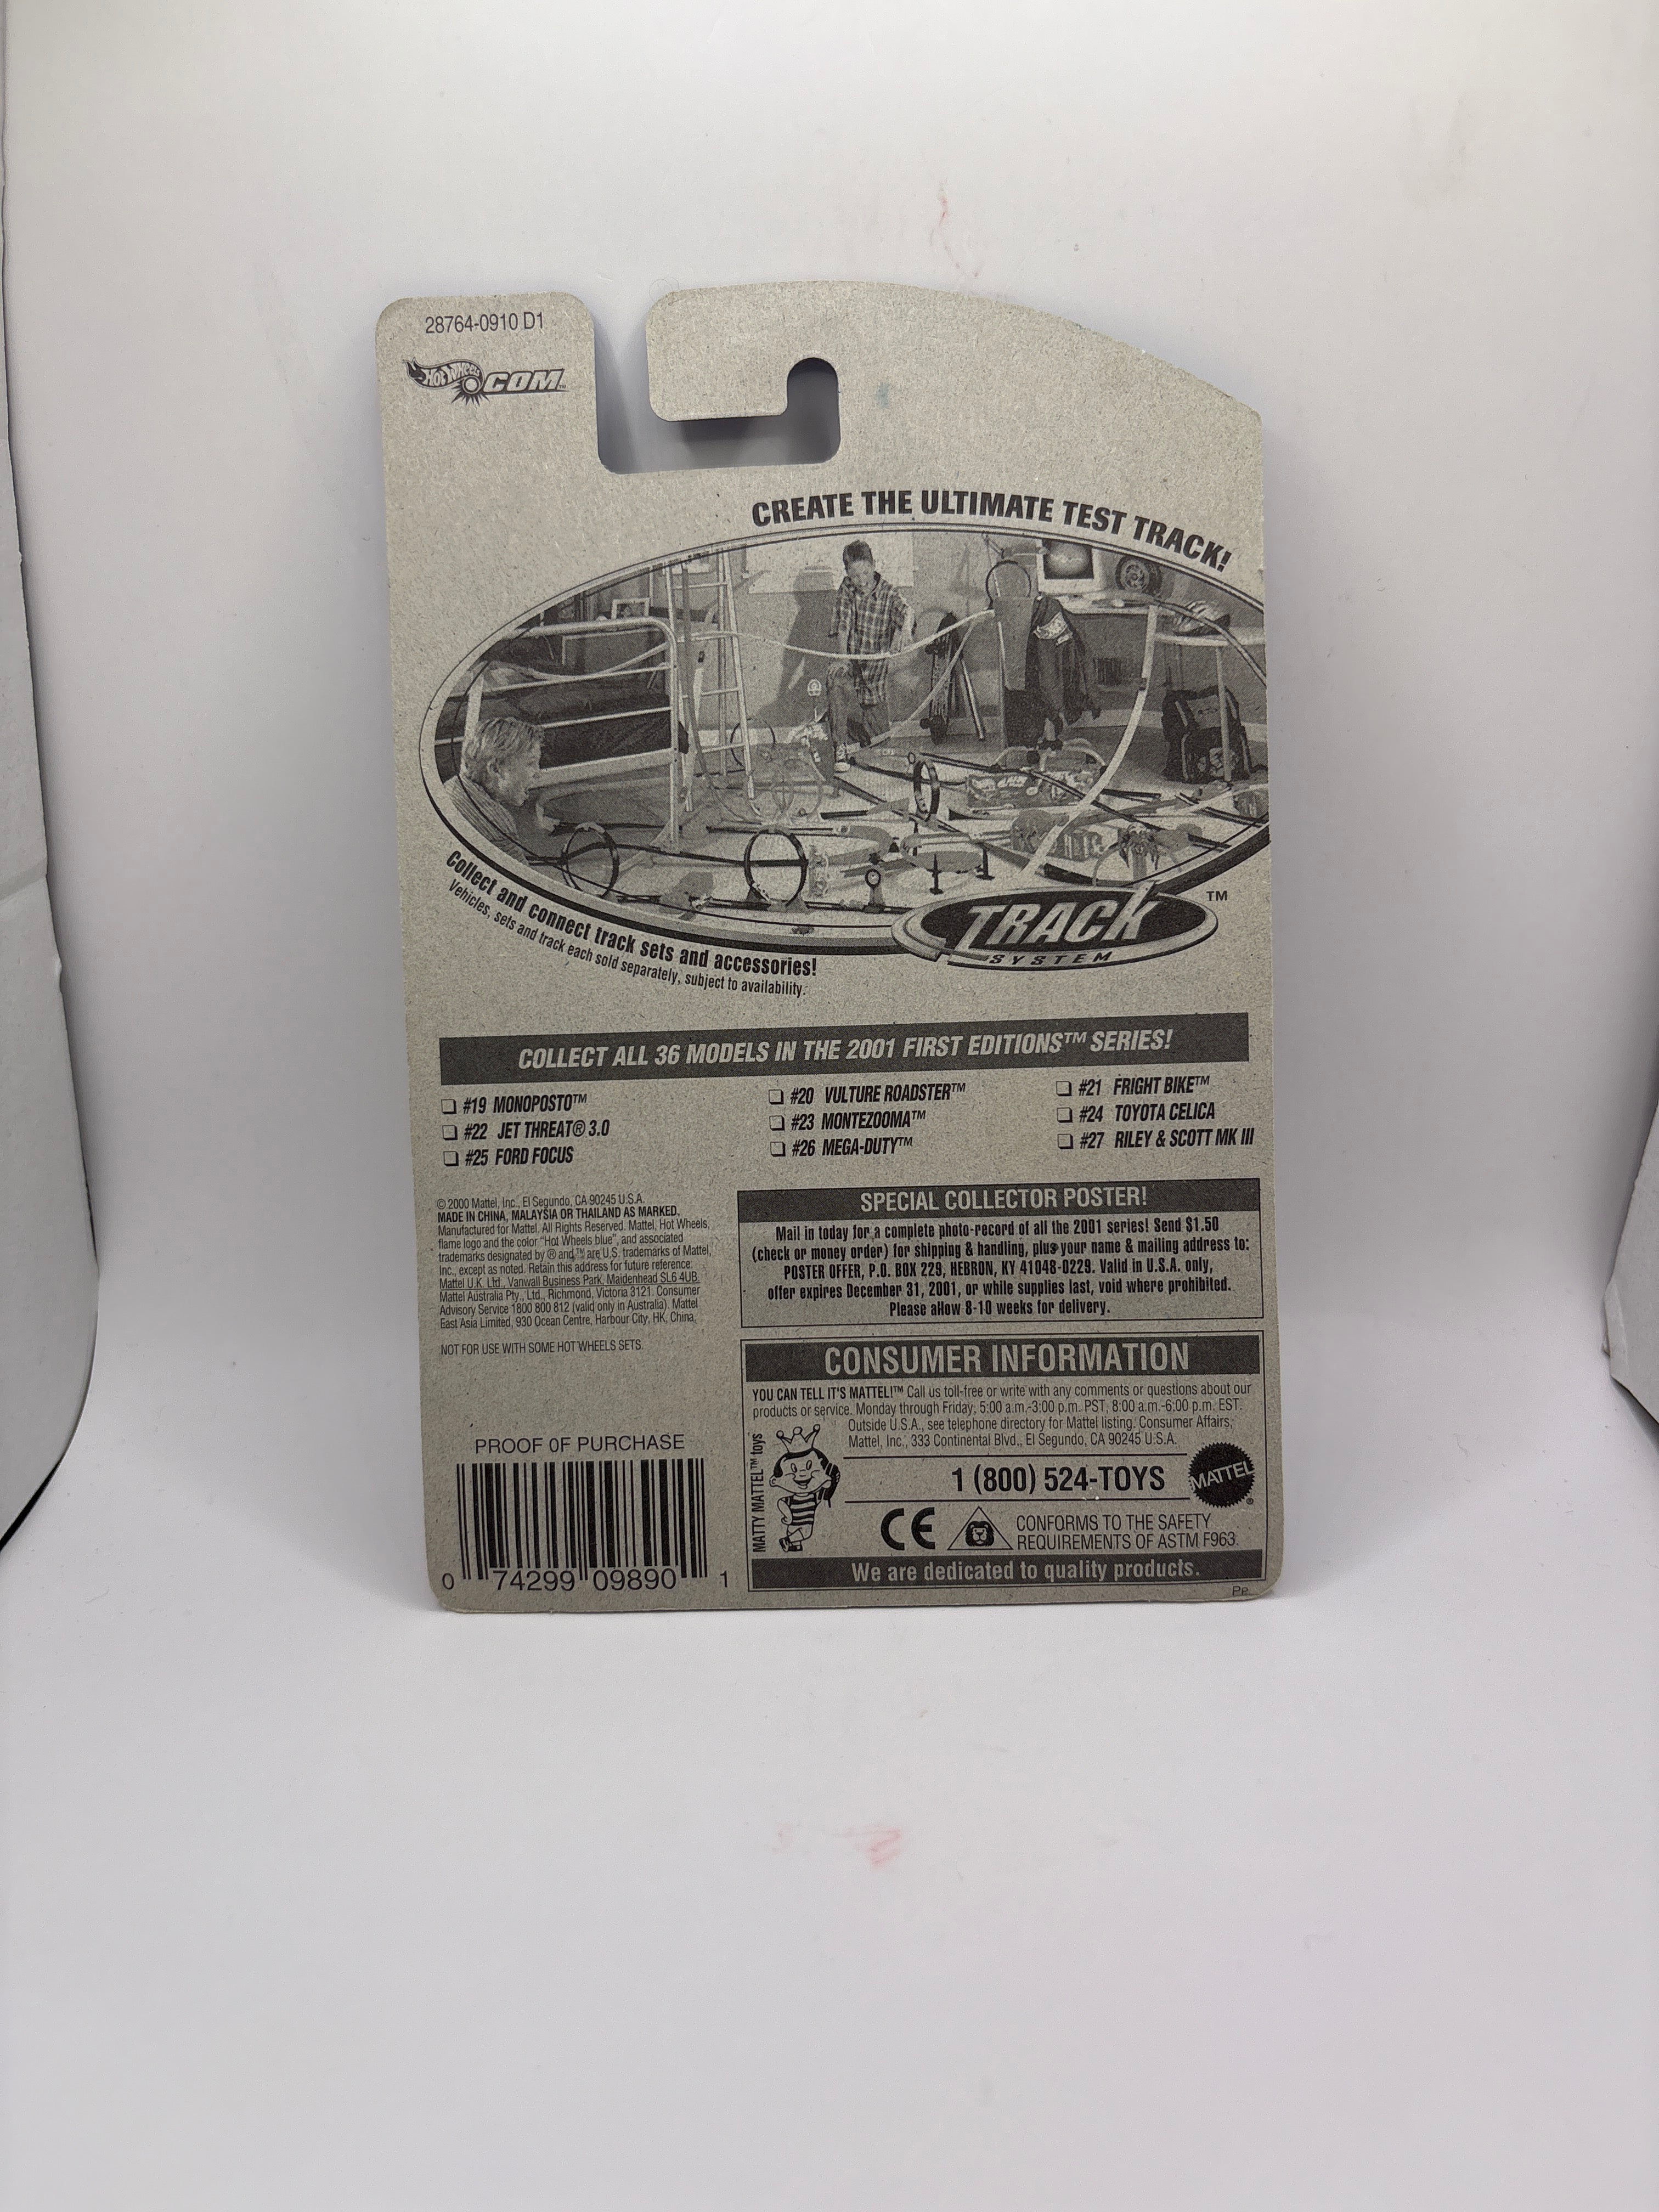 28764-0910 D1
Hot Wheels.COM™
CREATE THE ULTIMATE TEST TRACK!
Collect and connect track sets and accessories!
Vehicles, sets and track each sold separately, subject to availability.
TRACK ™
SYSTEM
COLLECT ALL 36 MODELS IN THE 2001 FIRST EDITIONS™ SERIES!
❏ #19 MONOPOSTO™
❏ #20 VULTURE ROADSTER™
❏ #21 FRIGHT BIKE™
❏ #22 JET THREAT® 3.0
❏ #23 MONTEZOOMA™
❏ #24 TOYOTA CELICA
❏ #25 FORD FOCUS
❏ #26 MEGA-DUTY™
❏ #27 RILEY & SCOTT MK III
© 2000 Mattel, Inc., El Segundo, CA 90245 U.S.A.
MADE IN CHINA, MALAYSIA OR THAILAND AS MARKED.
Manufactured for Mattel. All Rights Reserved. Mattel, Hot Wheels,
flame logo and the color "Hot Wheels blue", and associated
trademarks designated by ® and ™ are U.S. trademarks of Mattel,
Inc., except as noted. Retain this address for future reference:
Mattel U.K. Ltd., Vanwall Business Park, Maidenhead SL6 4UB.
Mattel Australia Pty., Ltd., Richmond, Victoria 3121. Consumer
Advisory Service 1800 800 812 (valid only in Australia). Mattel
East Asia Limited, 930 Ocean Centre, Harbour City, HK, China.
NOT FOR USE WITH SOME HOT WHEELS SETS.
SPECIAL COLLECTOR POSTER!
Mail in today for a complete photo-record of all the 2001 series! Send $1.50
(check or money order) for shipping & handling, plus your name & mailing address to:
POSTER OFFER, P.O. BOX 229, HEBRON, KY 41048-0229. Valid in U.S.A. only,
offer expires December 31, 2001, or while supplies last, void where prohibited.
Please allow 8-10 weeks for delivery.
CONSUMER INFORMATION
YOU CAN TELL IT'S MATTEL!™ Call us toll-free or write with any comments or questions about our
products or service. Monday through Friday, 5:00 a.m.-3:00 p.m. PST, 8:00 a.m.-6:00 p.m. EST.
Outside U.S.A., see telephone directory for Mattel listing. Consumer Affairs,
Mattel, Inc., 333 Continental Blvd., El Segundo, CA 90245 U.S.A.
MATTY MATTEL™ toys
1 (800) 524-TOYS
MATTEL®
CE
CONFORMS TO THE SAFETY
REQUIREMENTS OF ASTM F963.
We are dedicated to quality products.
Pp
PROOF OF PURCHASE
0 74299 09890 1